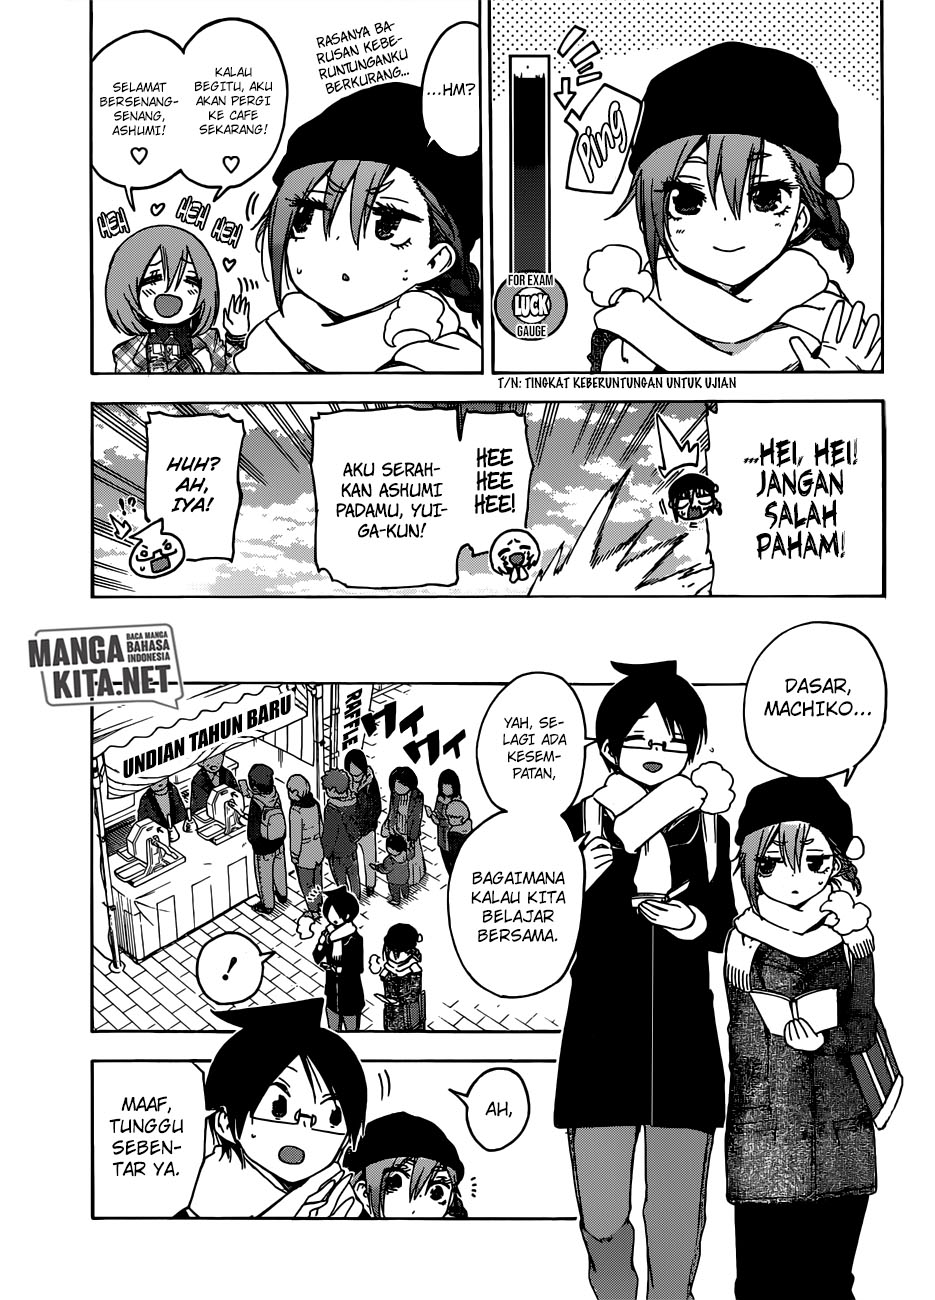 Ping
FOR EXAM
LUCK
GAUGE
T/N: TINGKAT KEBERUNTUNGAN UNTUK UJIAN
...HM?
RASANYA BA-
RUSAN KEBE-
RUNTUNGANKU
BERKURANG...
KALAU
BEGITU, AKU
AKAN PERGI
KE CAFE
SEKARANG!
SELAMAT
BERSENANG-
SENANG,
ASHUMI!
HEH
HEH
HEH
...HEI, HEI!
JANGAN
SALAH
PAHAM!
HEE
HEE
HEE!
AKU SERAH-
KAN ASHUMI
PADAMU, YUI-
GA-KUN!
!?
HUH?
AH,
IYA!
MANGA
KITA.NET
BACA MANGA
BAHASA
INDONESIA
DASAR,
MACHIKO...
YAH, SE-
LAGI ADA
KESEM-
PATAN,
BAGAIMANA
KALAU KITA
BELAJAR
BERSAMA.
UNDIAN TAHUN BARU
RAFFLE
ワイ
ワイ
!
AH,
MAAF,
TUNGGU
SEBEN-
TAR YA.